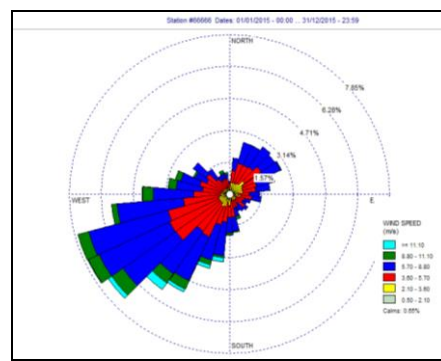 Station #66666 Dates: 01/01/2015 - 00:00 ... 31/12/2015 - 23:59
NORTH
7.85%
6.28%
4.71%
3.14%
1.57%
WEST
E
WIND SPEED
(m/s)
>= 11.10
8.80 - 11.10
5.70 - 8.80
3.60 - 5.70
2.10 - 3.60
0.50 - 2.10
Calms: 0.55%
SOUTH